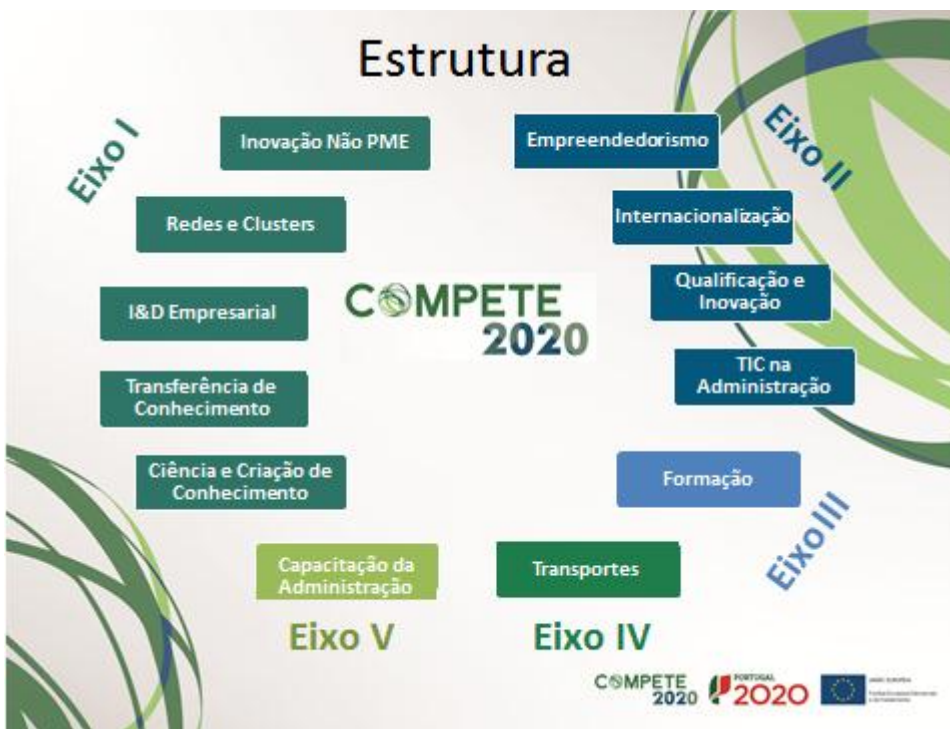 Estrutura
Eixo I
Inovação Não PME
Redes e Clusters
I&D Empresarial
Transferência de
Conhecimento
Ciência e Criação de
Conhecimento
Empreendedorismo
Eixo II
Internacionalização
Qualificação e
Inovação
TIC na
Administração
COMPETE
2020
Formação
Eixo III
Capacitação da
Administração
Eixo V
Transportes
Eixo IV
COMPETE
2020
PORTUGAL
2020
UNIÃO EUROPEIA